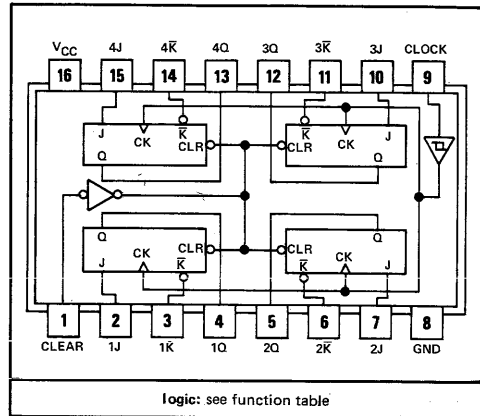 VCC 4J 4K̅ 4Q 3Q 3K̅ 3J CLOCK
16 15 14 13 12 11 10 9
J CK K̅ K̅ CK J
Q CLR CLR Q
Q CLR CLR Q
J CK K̅ K̅ CK J
1 2 3 4 5 6 7 8
CLEAR 1J 1K̅ 1Q 2Q 2K̅ 2J GND
logic: see function table